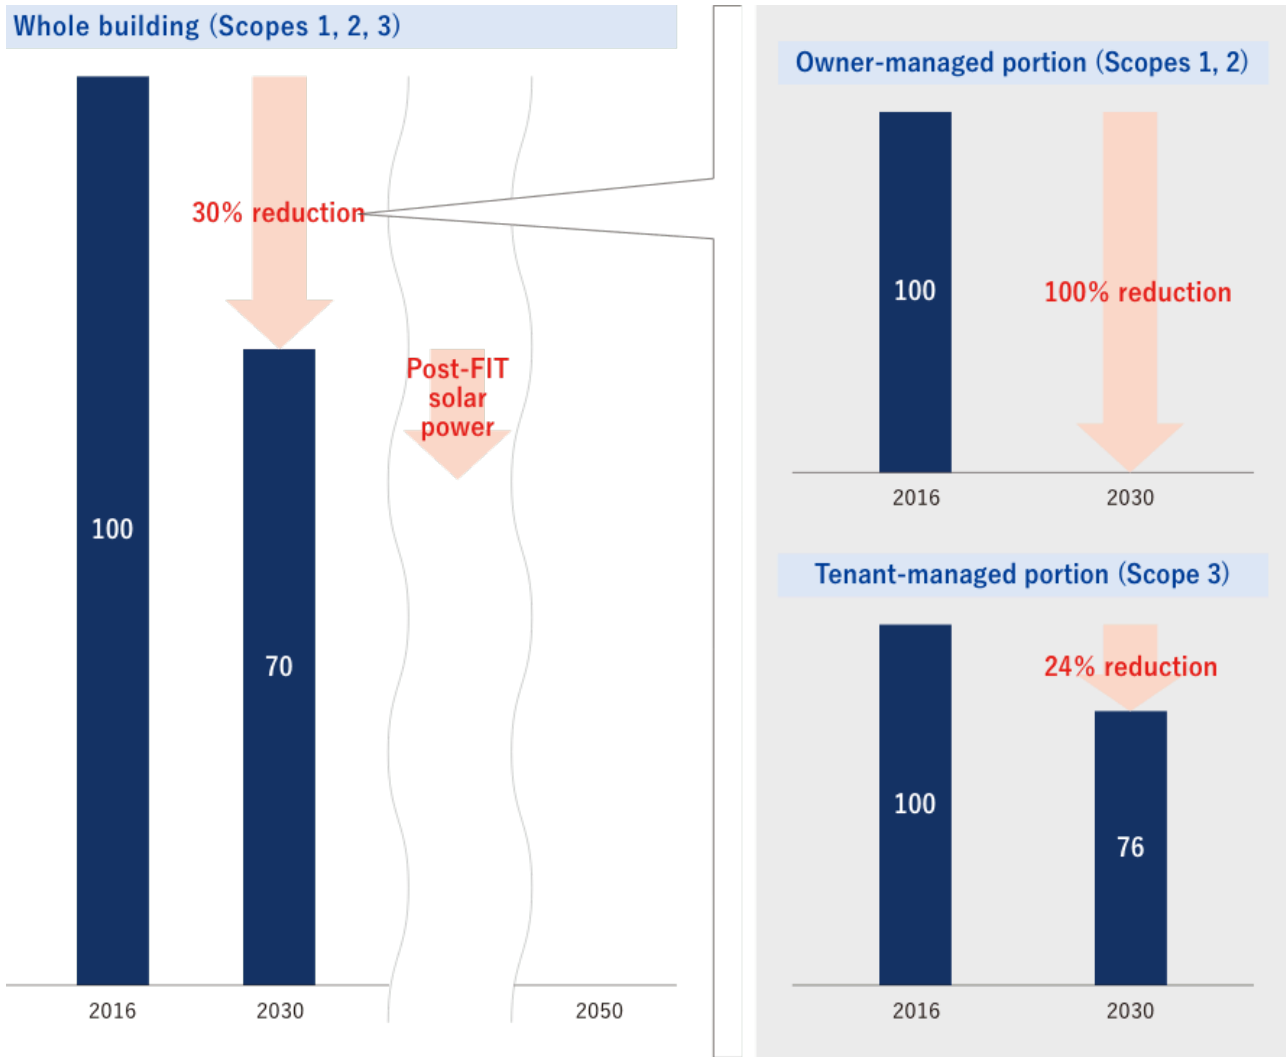 Whole building (Scopes 1, 2, 3)
30% reduction
Post-FIT
solar
power
100
70
2016
2030
2050
Owner-managed portion (Scopes 1, 2)
100
100% reduction
2016
2030
Tenant-managed portion (Scope 3)
24% reduction
100
76
2016
2030